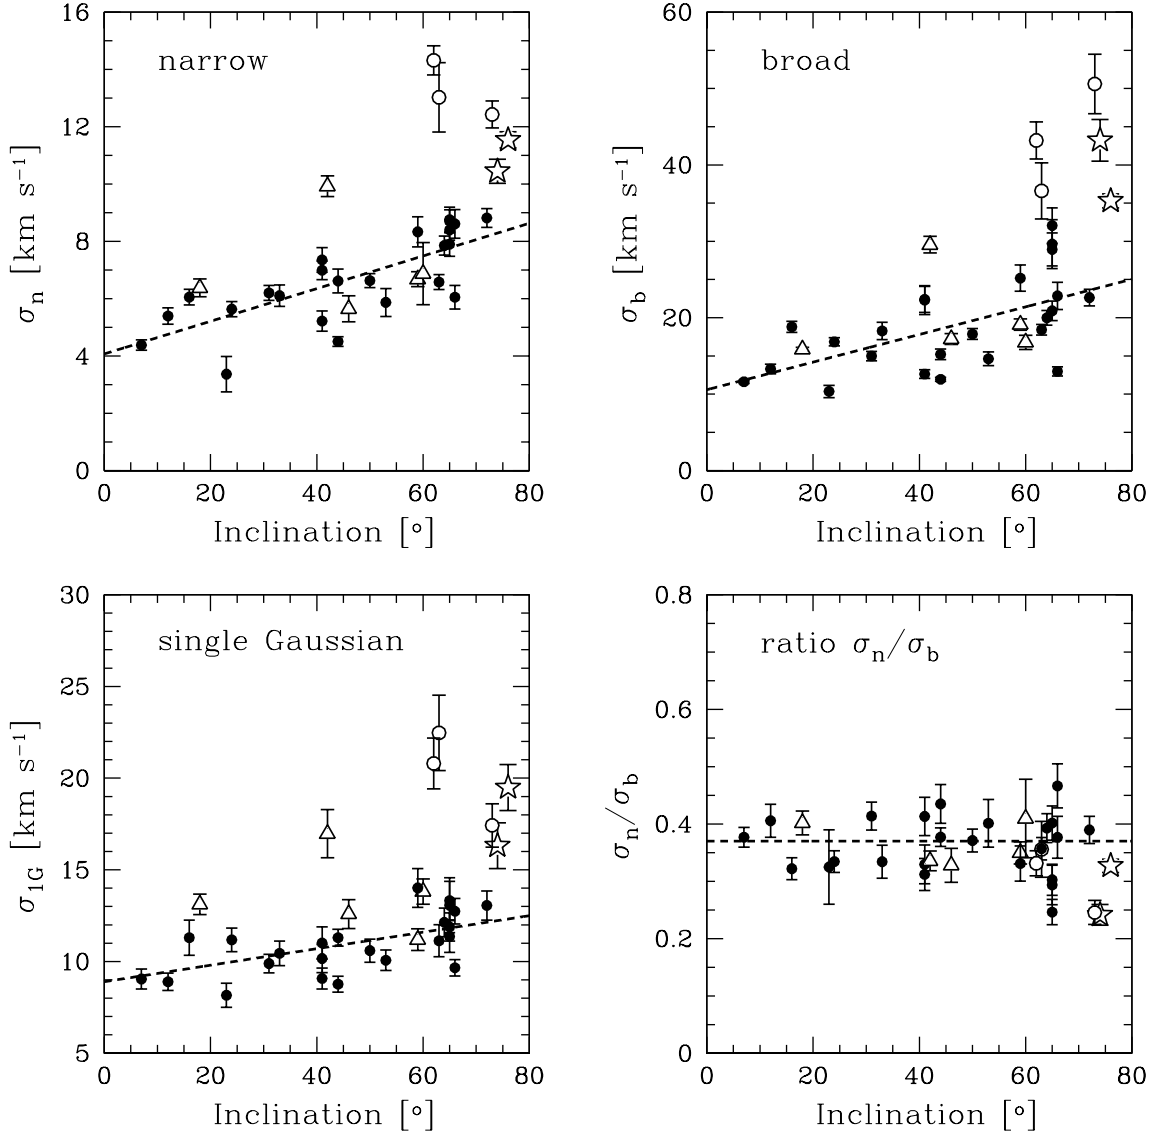 narrow
16
12
8
4
0
σn [km s−1]
0 20 40 60 80
Inclination [°]
broad
60
40
20
0
σb [km s−1]
0 20 40 60 80
Inclination [°]
single Gaussian
30
25
20
15
10
5
σ1G [km s−1]
0 20 40 60 80
Inclination [°]
ratio σn/σb
0.8
0.6
0.4
0.2
0
σn/σb
0 20 40 60 80
Inclination [°]